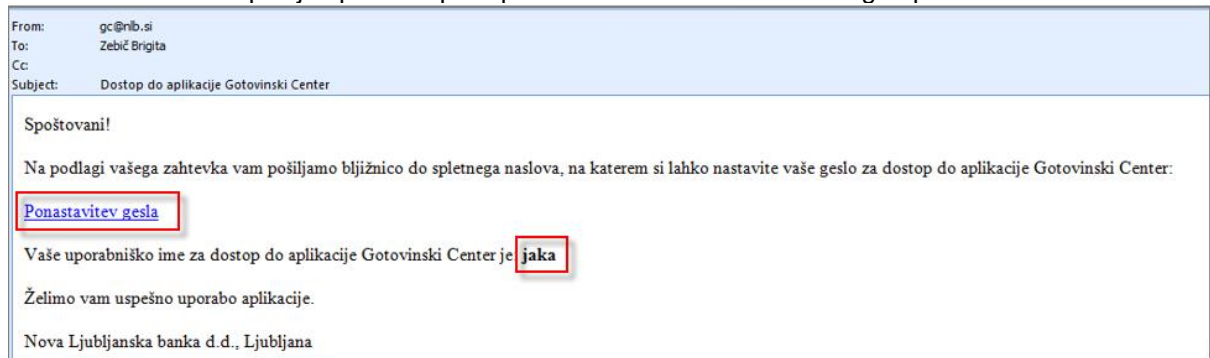 From: gc@nlb.si
To: Zebič Brigita
Cc:
Subject: Dostop do aplikacije Gotovinski Center
Spoštovani!
Na podlagi vašega zahtevka vam pošiljamo bljižnico do spletnega naslova, na katerem si lahko nastavite vaše geslo za dostop do aplikacije Gotovinski Center:
Ponastavitev gesla
Vaše uporabniško ime za dostop do aplikacije Gotovinski Center je jaka
Želimo vam uspešno uporabo aplikacije.
Nova Ljubljanska banka d.d., Ljubljana